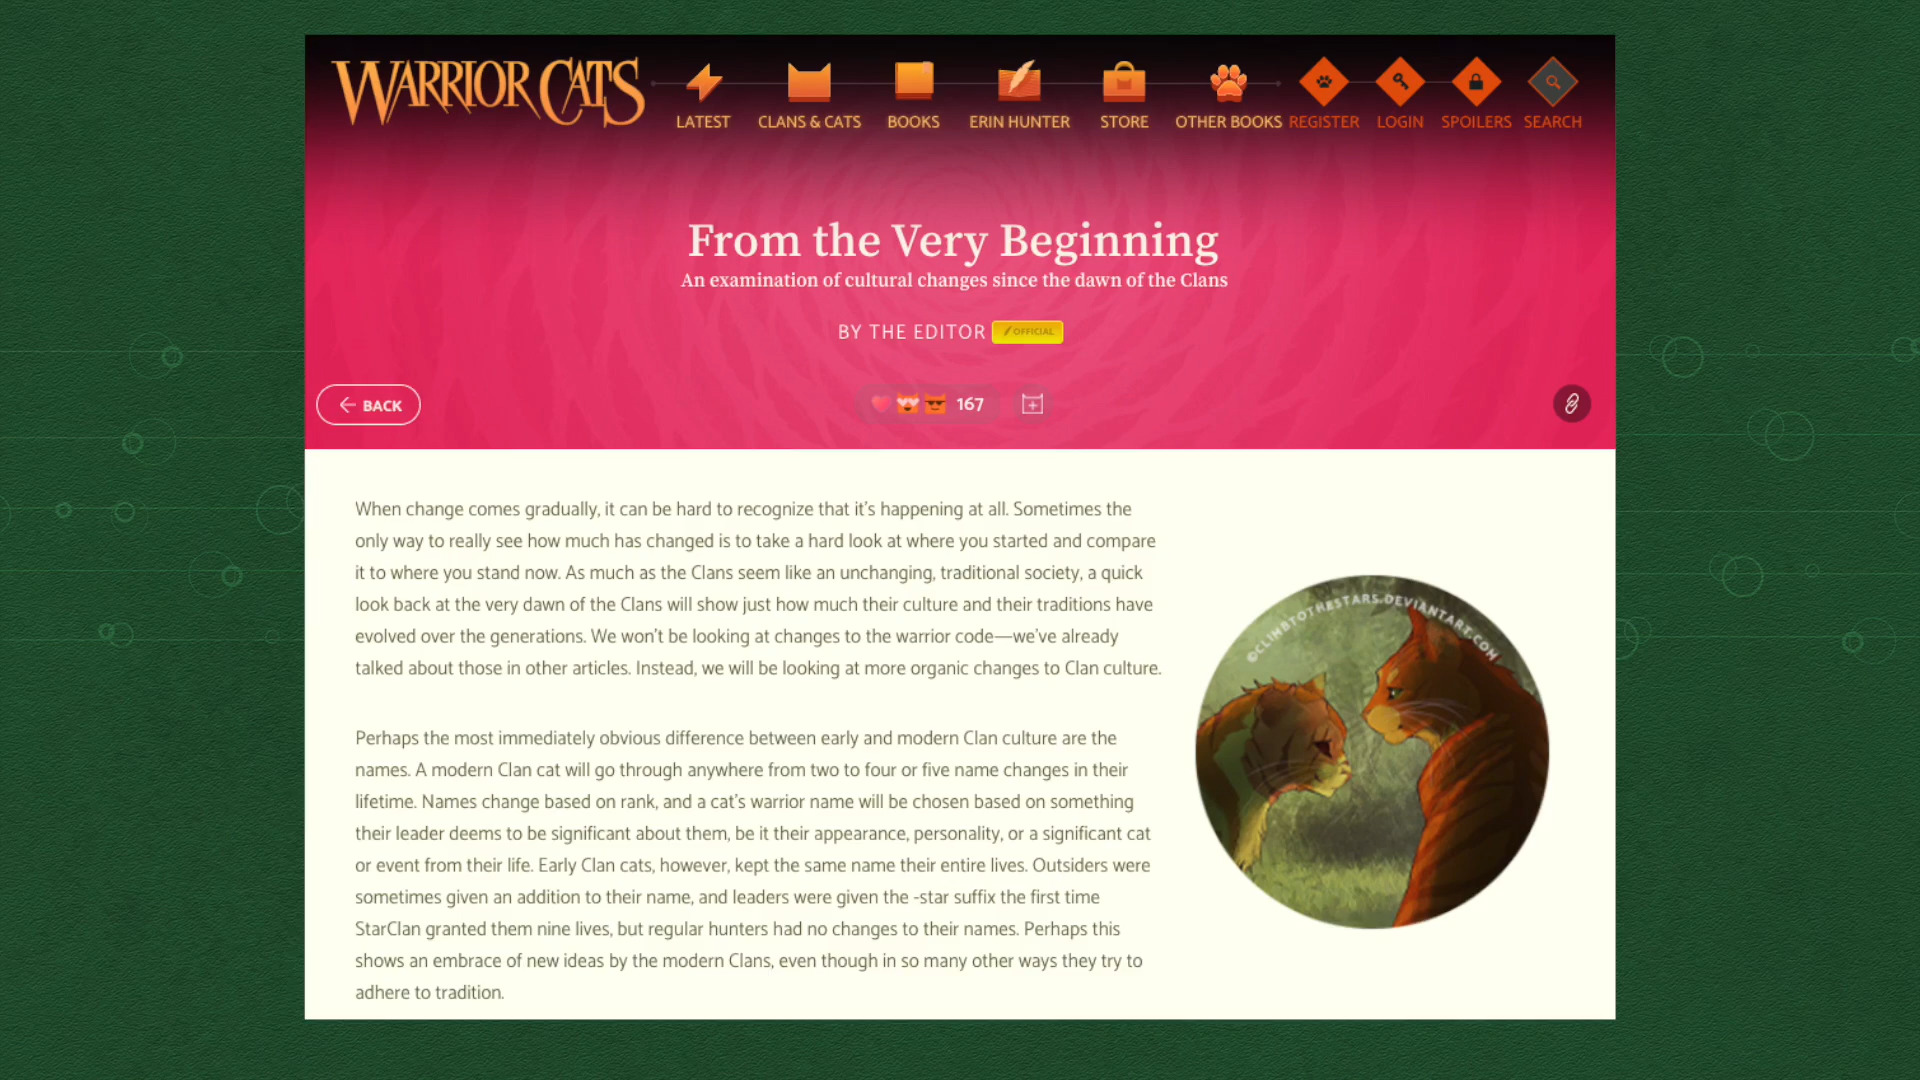 WARRIOR CATS
LATEST
CLANS & CATS
BOOKS
ERIN HUNTER
STORE
OTHER BOOKS
REGISTER
LOGIN
SPOILERS
SEARCH
From the Very Beginning
An examination of cultural changes since the dawn of the Clans
BY THE EDITOR
OFFICIAL
BACK
167
When change comes gradually, it can be hard to recognize that it's happening at all. Sometimes the
only way to really see how much has changed is to take a hard look at where you started and compare
it to where you stand now. As much as the Clans seem like an unchanging, traditional society, a quick
look back at the very dawn of the Clans will show just how much their culture and their traditions have
evolved over the generations. We won't be looking at changes to the warrior code—we've already
talked about those in other articles. Instead, we will be looking at more organic changes to Clan culture.
©CLIMBTOTHESTARS.DEVIANTART.COM
Perhaps the most immediately obvious difference between early and modern Clan culture are the
names. A modern Clan cat will go through anywhere from two to four or five name changes in their
lifetime. Names change based on rank, and a cat's warrior name will be chosen based on something
their leader deems to be significant about them, be it their appearance, personality, or a significant cat
or event from their life. Early Clan cats, however, kept the same name their entire lives. Outsiders were
sometimes given an addition to their name, and leaders were given the -star suffix the first time
StarClan granted them nine lives, but regular hunters had no changes to their names. Perhaps this
shows an embrace of new ideas by the modern Clans, even though in so many other ways they try to
adhere to tradition.